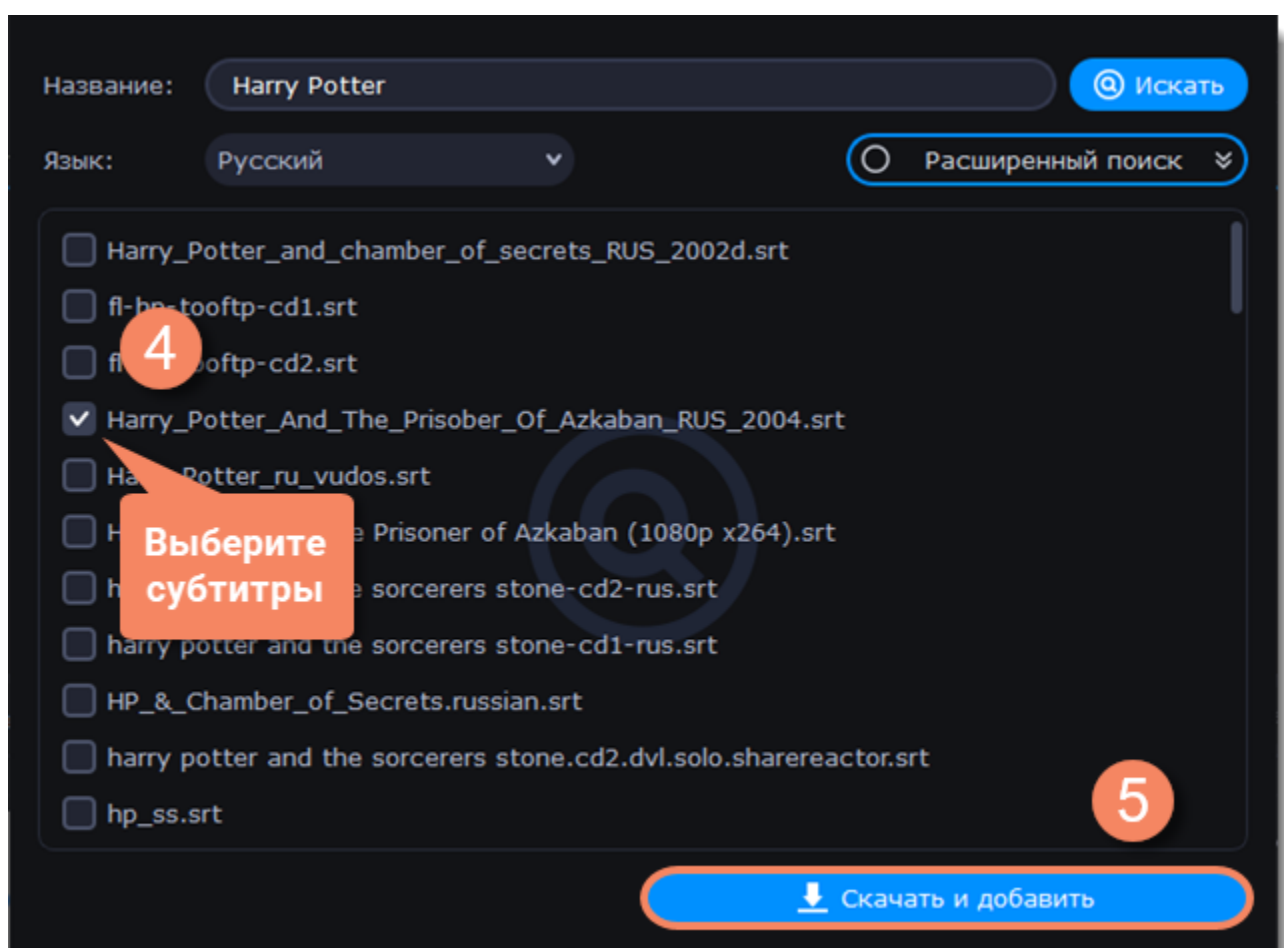 Название: Harry Potter Искать
Язык: Русский Расширенный поиск
Harry_Potter_and_chamber_of_secrets_RUS_2002d.srt
fl-hp-tooftp-cd1.srt
4
oftp-cd2.srt
Harry_Potter_And_The_Prisober_Of_Azkaban_RUS_2004.srt
Potter_ru_vudos.srt
Выберите
субтитры
Prisoner of Azkaban (1080p x264).srt
sorcerers stone-cd2-rus.srt
harry potter and the sorcerers stone-cd1-rus.srt
HP_&_Chamber_of_Secrets.russian.srt
harry potter and the sorcerers stone.cd2.dvl.solo.sharereactor.srt
hp_ss.srt
5
Скачать и добавить